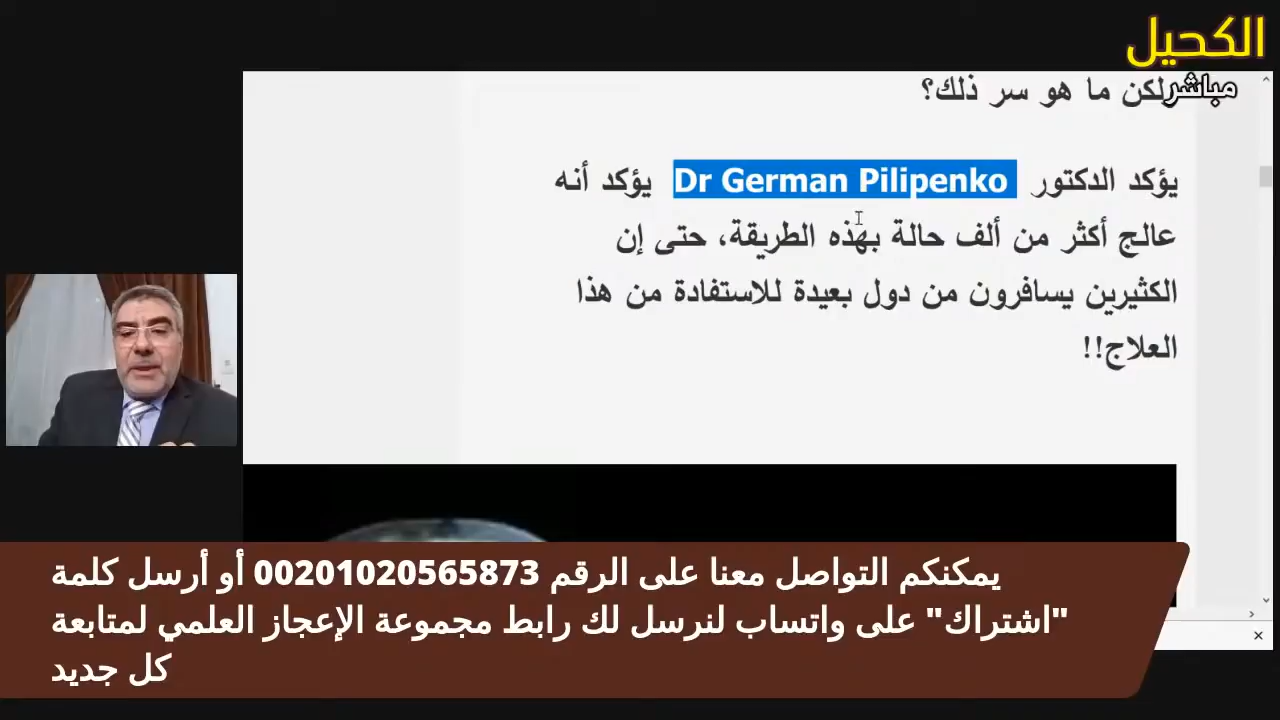 الكحيل
مباشر
ولكن ما هو سر ذلك؟
يؤكد الدكتور Dr German Pilipenko يؤكد أنه
عالج أكثر من ألف حالة بهذه الطريقة، حتى إن
الكثيرين يسافرون من دول بعيدة للاستفادة من هذا
العلاج!!
يمكنكم التواصل معنا على الرقم 00201020565873 أو أرسل كلمة
"اشتراك" على واتساب لنرسل لك رابط مجموعة الإعجاز العلمي لمتابعة
كل جديد